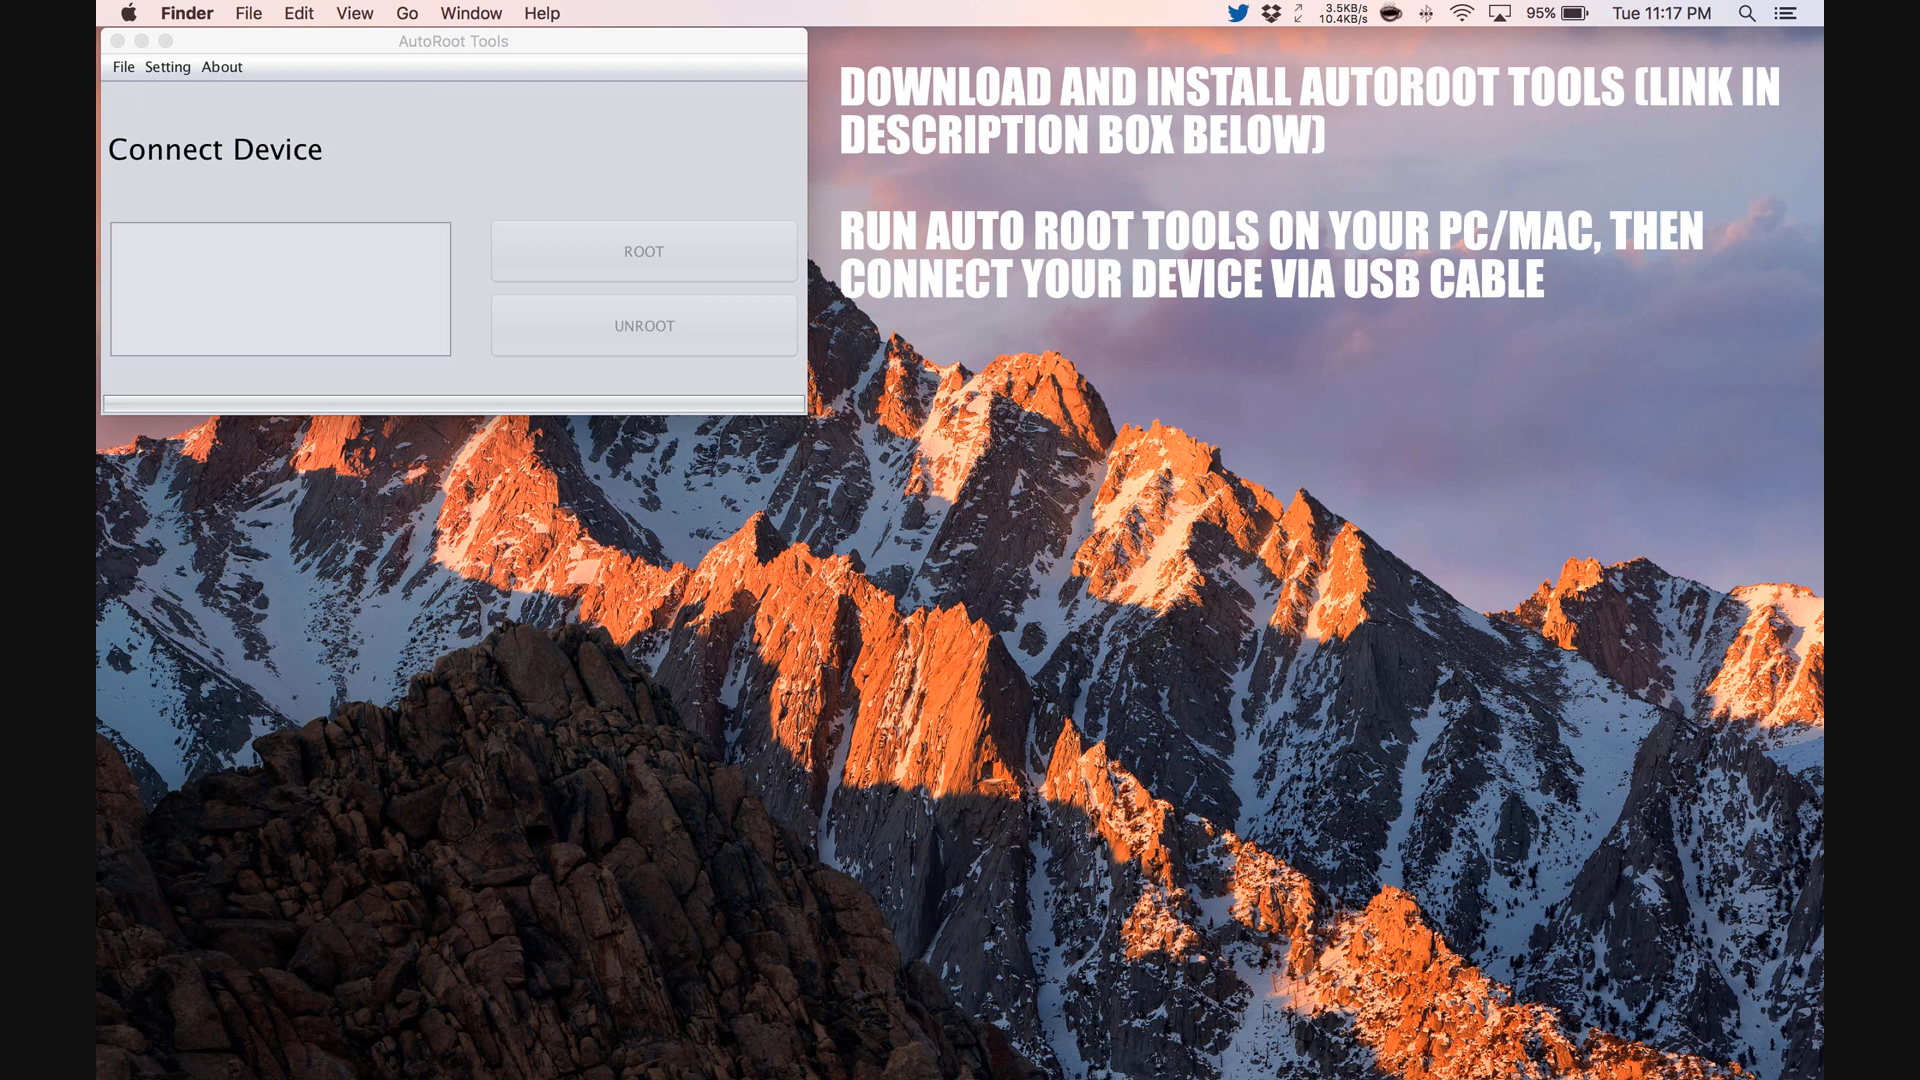 Finder File Edit View Go Window Help 3.5KB/s 10.4KB/s 95% Tue 11:17 PM
AutoRoot Tools
File Setting About
Connect Device
ROOT
UNROOT
DOWNLOAD AND INSTALL AUTOROOT TOOLS (LINK IN
DESCRIPTION BOX BELOW)
RUN AUTO ROOT TOOLS ON YOUR PC/MAC, THEN
CONNECT YOUR DEVICE VIA USB CABLE